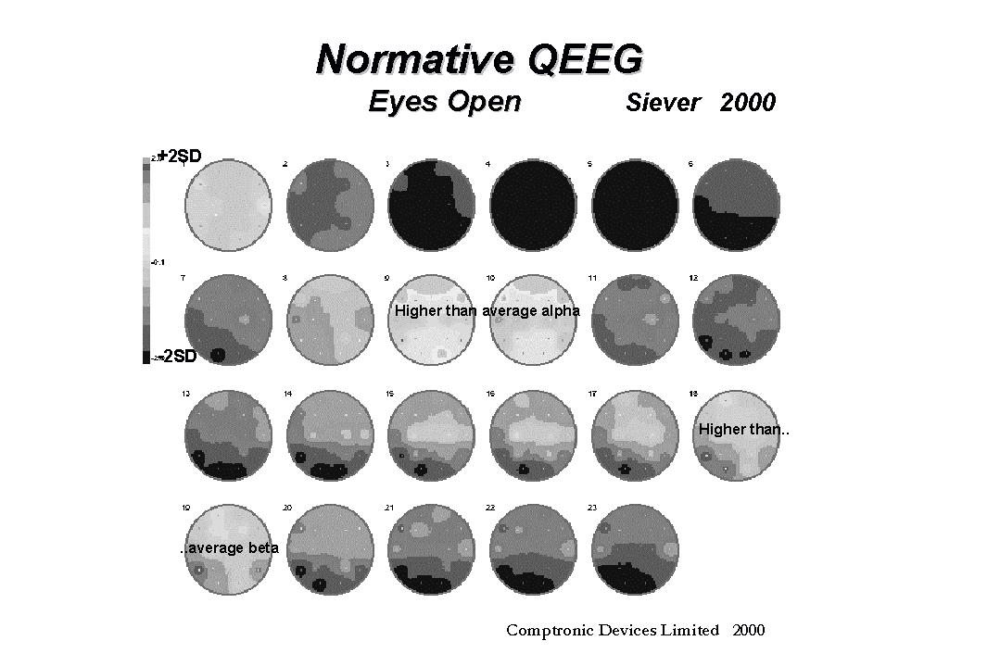 Normative QEEG
Eyes Open Siever 2000
+2SD
1 2 3 4 5 6
7 8 9 10 11 12
Higher than average alpha
-2SD
13 14 15 16 17 18
Higher than..
19 20 21 22 23
..average beta
Comptronic Devices Limited 2000